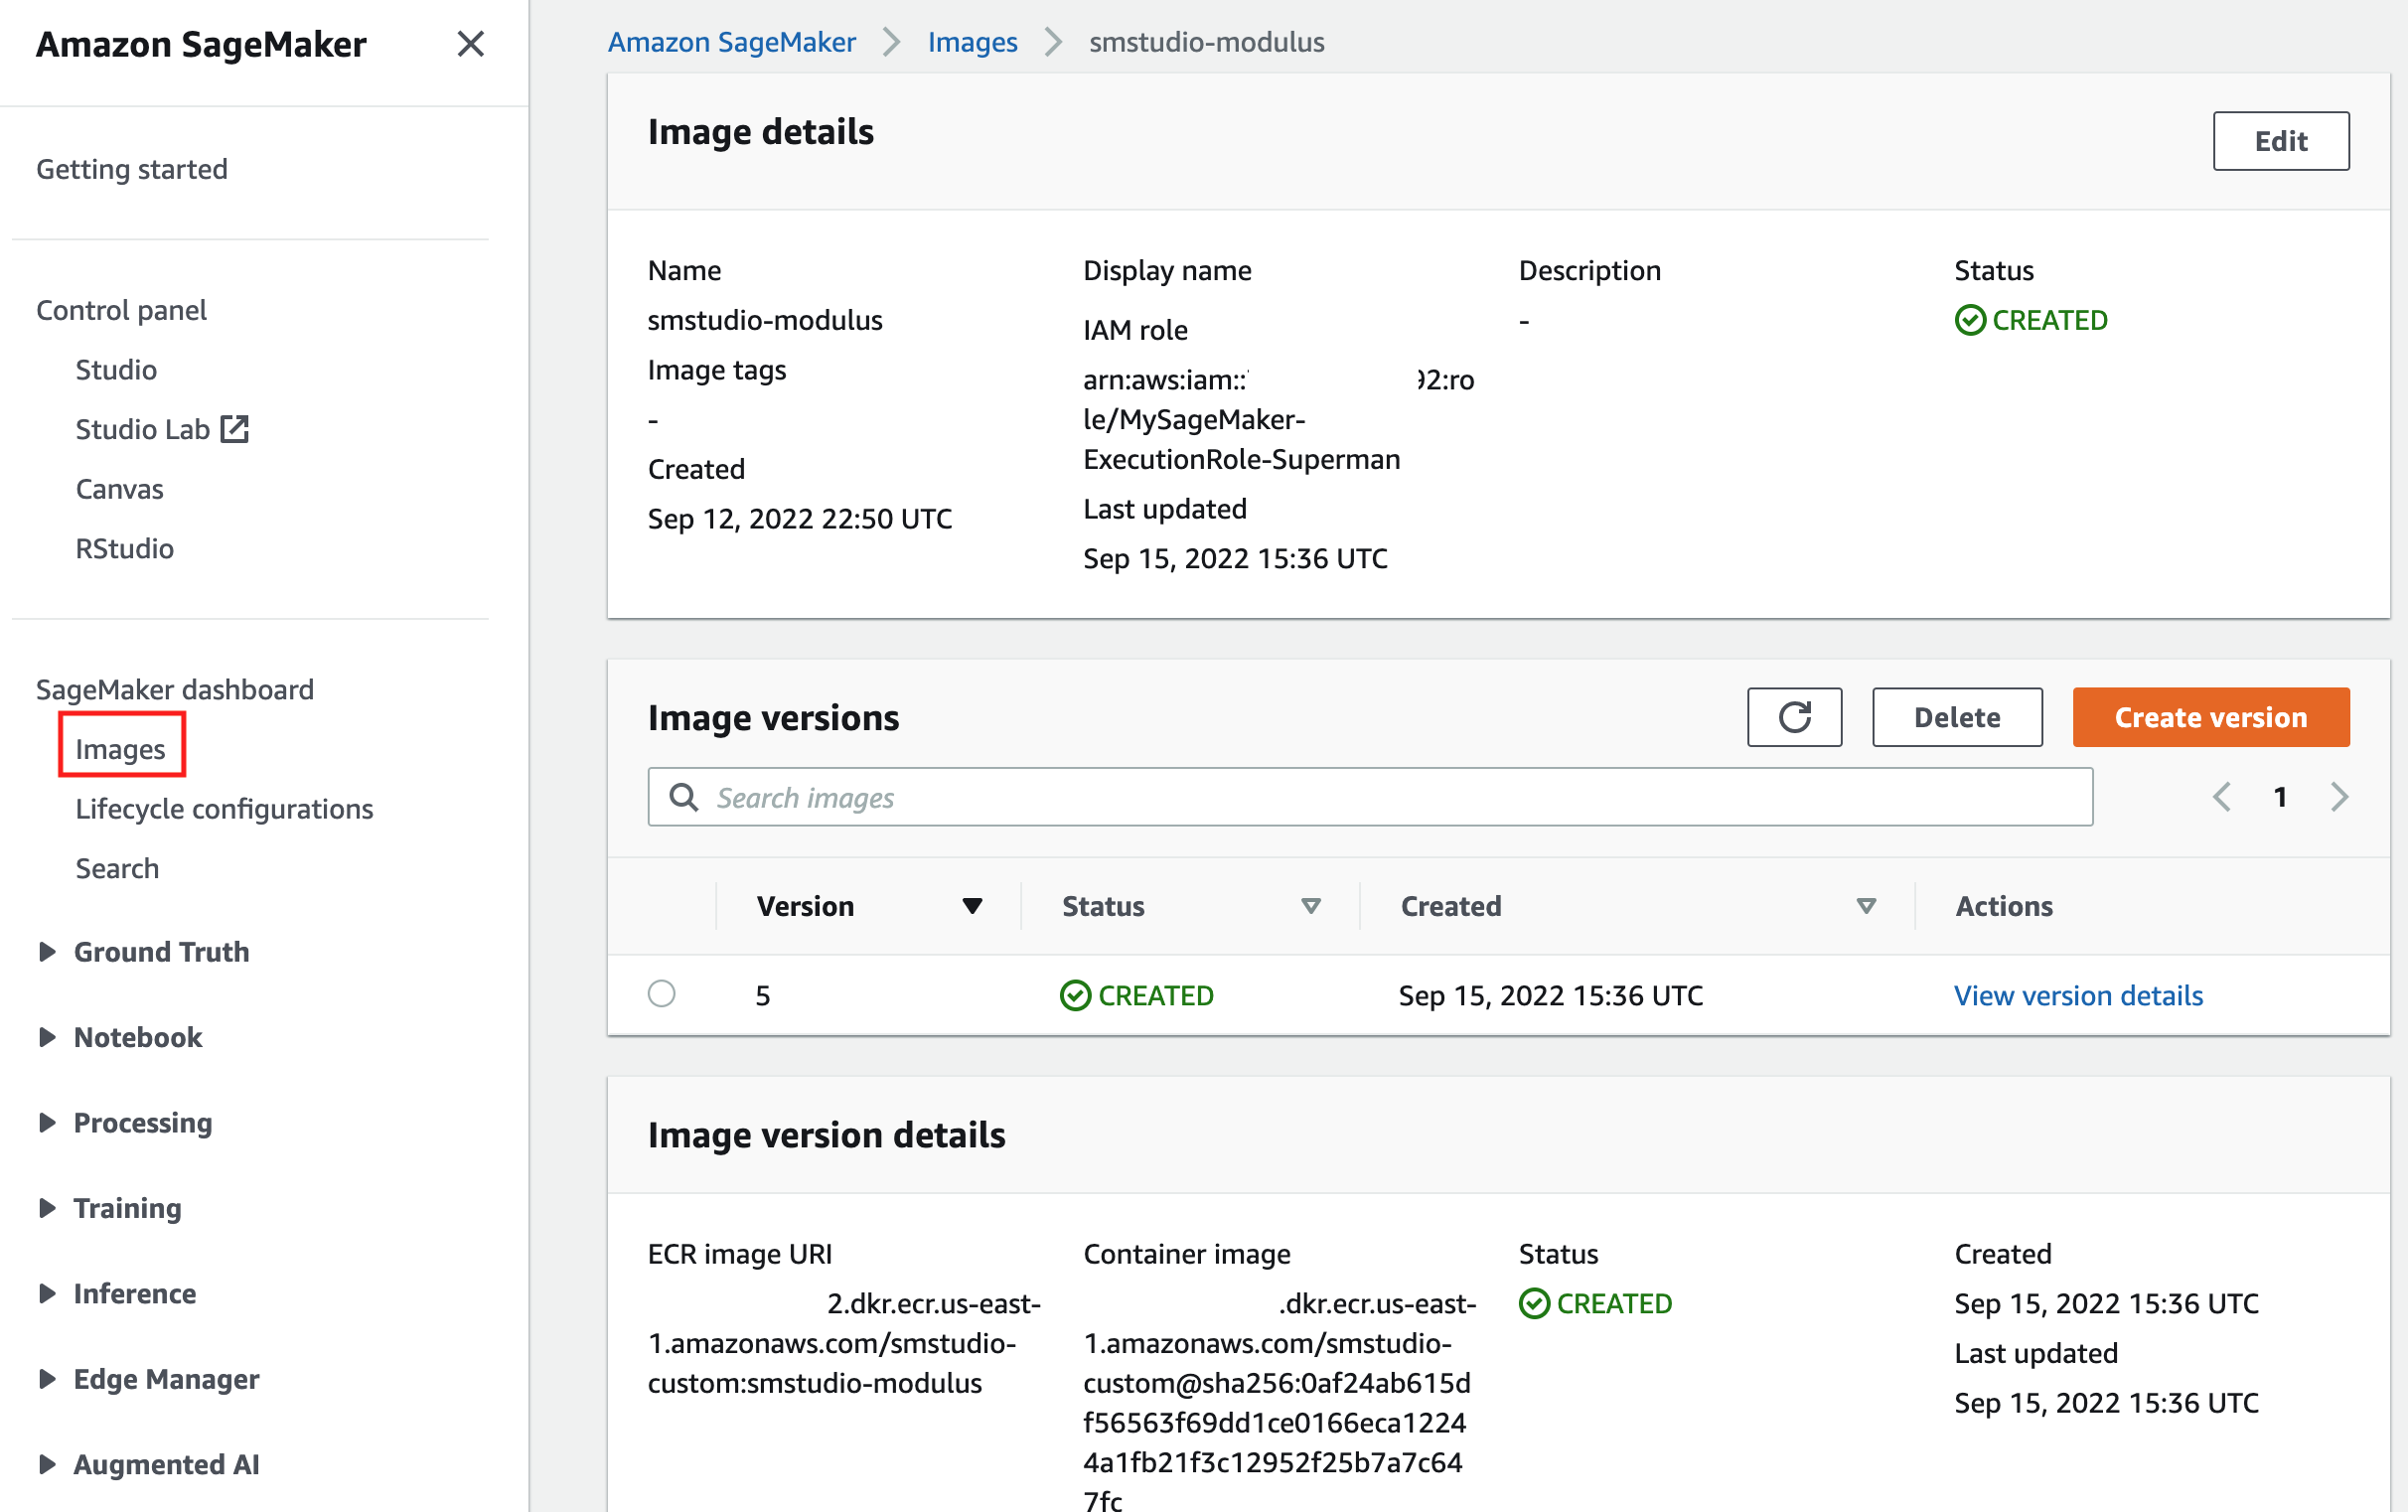 Amazon SageMaker
Getting started
Control panel
Studio
Studio Lab
Canvas
RStudio
SageMaker dashboard
Images
Lifecycle configurations
Search
Ground Truth
Notebook
Processing
Training
Inference
Edge Manager
Augmented AI
Amazon SageMaker > Images > smstudio-modulus
Image details
Edit
Name
smstudio-modulus
Image tags
-
Created
Sep 12, 2022 22:50 UTC
Display name
IAM role
arn:aws:iam:: 2:ro
le/MySageMaker-
ExecutionRole-Superman
Last updated
Sep 15, 2022 15:36 UTC
Description
-
Status
CREATED
Image versions
Delete
Create version
Search images
1
Version Status Created Actions
5 CREATED Sep 15, 2022 15:36 UTC View version details
Image version details
ECR image URI
2.dkr.ecr.us-east-
1.amazonaws.com/smstudio-
custom:smstudio-modulus
Container image
.dkr.ecr.us-east-
1.amazonaws.com/smstudio-
custom@sha256:0af24ab615d
f56563f69dd1ce0166eca1224
4a1fb21f3c12952f25b7a7c64
7fc
Status
CREATED
Created
Sep 15, 2022 15:36 UTC
Last updated
Sep 15, 2022 15:36 UTC